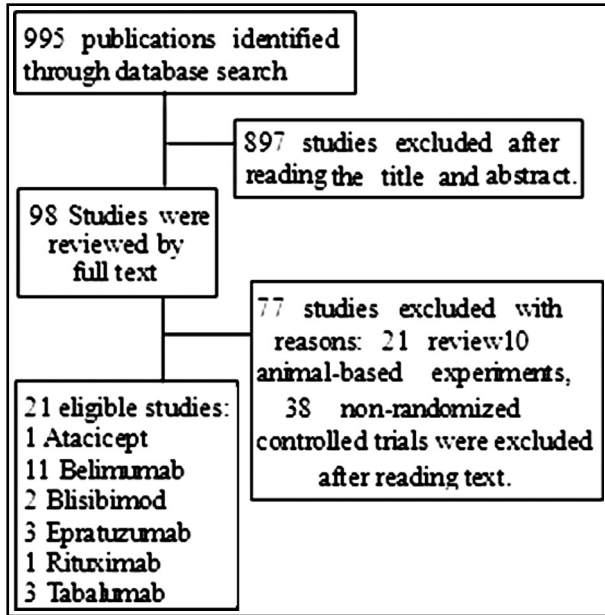 995 publications identified
through database search
897 studies excluded after
reading the title and abstract.
98 Studies were
reviewed by
full text
77 studies excluded with
reasons: 21 review10
animal-based experiments,
38 non-randomized
controlled trials were excluded
after reading text.
21 eligible studies:
1 Atacicept
11 Belimumab
2 Blisibimod
3 Epratuzumab
1 Rituximab
3 Tabalumab